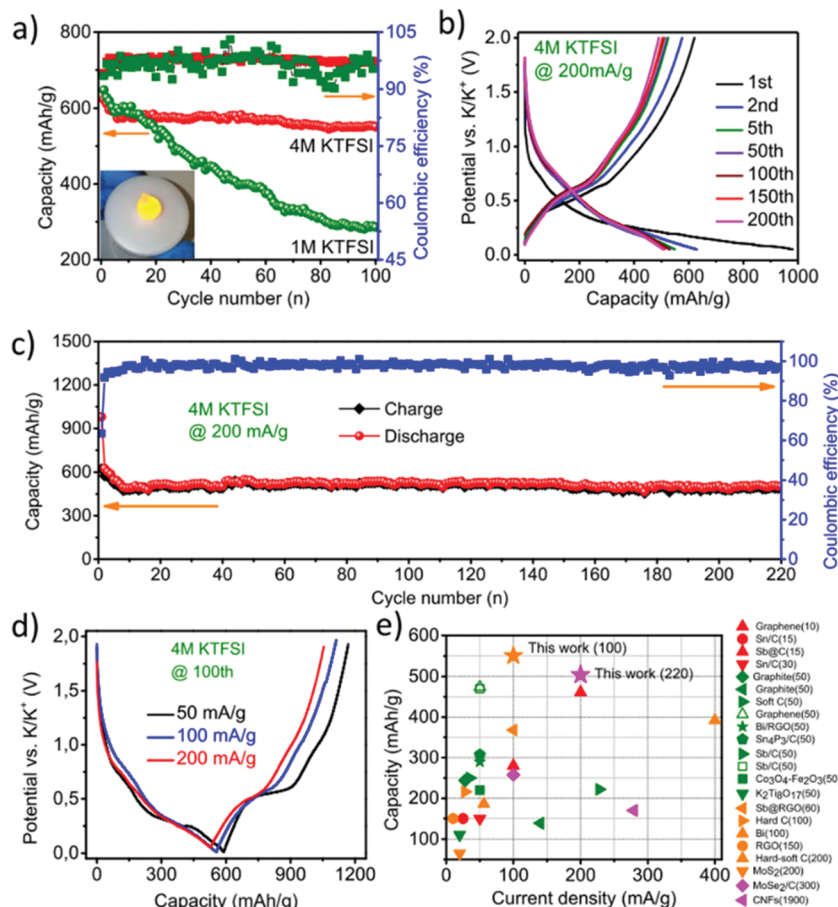 a)
800
700
600
500
400
300
200
Capacity (mAh/g)
105
97
90
82
75
67
60
52
45
Coulombic efficiency (%)
4M KTFSI
1M KTFSI
0 20 40 60 80 100
Cycle number (n)
b)
4M KTFSI
@ 200mA/g
2.0
1.5
1.0
0.5
0.0
Potential vs. K/K⁺ (V)
1st
2nd
5th
50th
100th
150th
200th
0 200 400 600 800 1000
Capacity (mAh/g)
c)
1500
1200
900
600
300
0
Capacity (mAh/g)
4M KTFSI
@ 200 mA/g
Charge
Discharge
100
80
60
40
20
0
Coulombic efficiency (%)
0 20 40 60 80 100 120 140 160 180 200 220
Cycle number (n)
d)
2,0
1,5
1,0
0,5
0,0
Potential vs. K/K⁺ (V)
4M KTFSI
@ 100th
50 mA/g
100 mA/g
200 mA/g
0 300 600 900 1200
Capacity (mAh/g)
e)
600
550
500
450
400
350
300
250
200
150
100
50
Capacity (mAh/g)
This work (100)
This work (220)
0 100 200 300 400
Current density (mA/g)
Graphene(10)
Sn/C(15)
Sb@C(15)
Sn/C(30)
Graphite(50)
Graphite(50)
Soft C(50)
Graphene(50)
Bi/RGO(50)
Sn₄P₃/C(50)
Sb/C(50)
Sb/C(50)
Co₃O₄-Fe₂O₃(50
K₂Ti₈O₁₇(50)
Sb@RGO(60)
Hard C(100)
Bi(100)
RGO(150)
Hard-soft C(200)
MoS₂(200)
MoSe₂/C(300)
CNFs(1900)